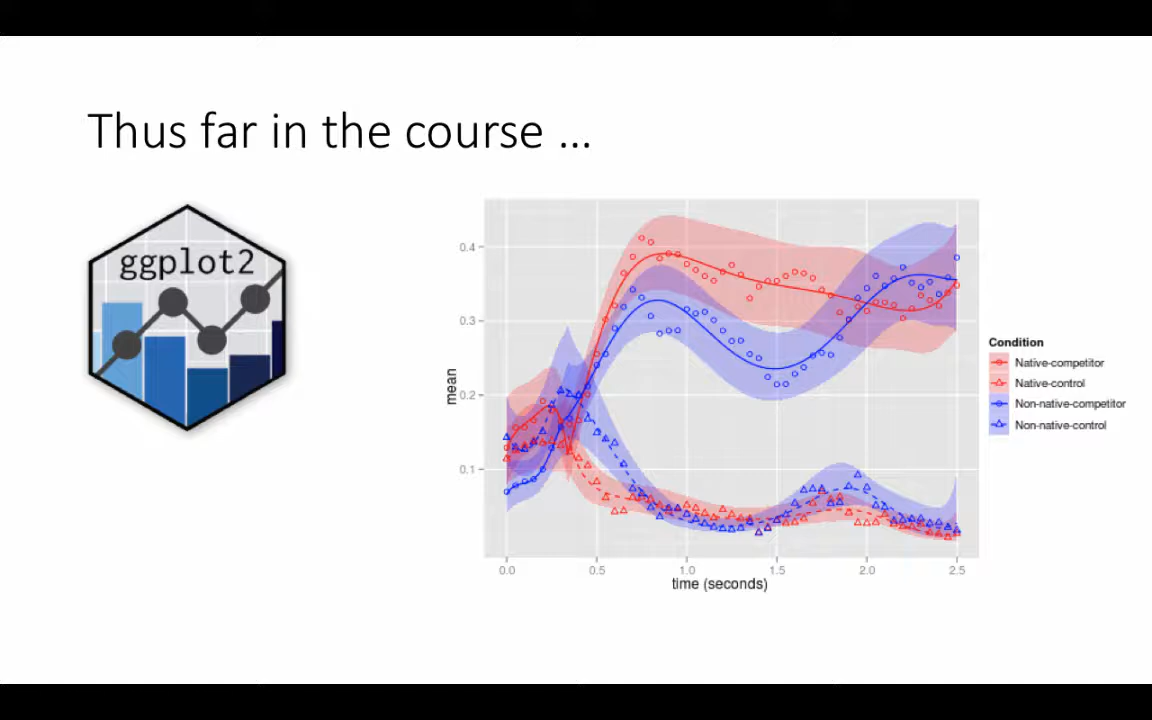 Thus far in the course ...
ggplot2
mean
0.4
0.3
0.2
0.1
0.0 0.5 1.0 1.5 2.0 2.5
time (seconds)
Condition
Native-competitor
Native-control
Non-native-competitor
Non-native-control